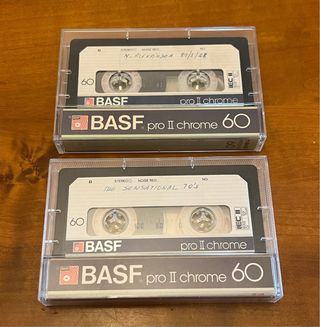 B STEREO NOISE RED. NO
N. ALEXANDER
60 IEC II
BASF pro II chrome
BASF pro II chrome 60
B STEREO NOISE RED. NO.
THE SENSATIONAL 70's
60 IEC II
BASF pro II chrome
BASF pro II chrome 60